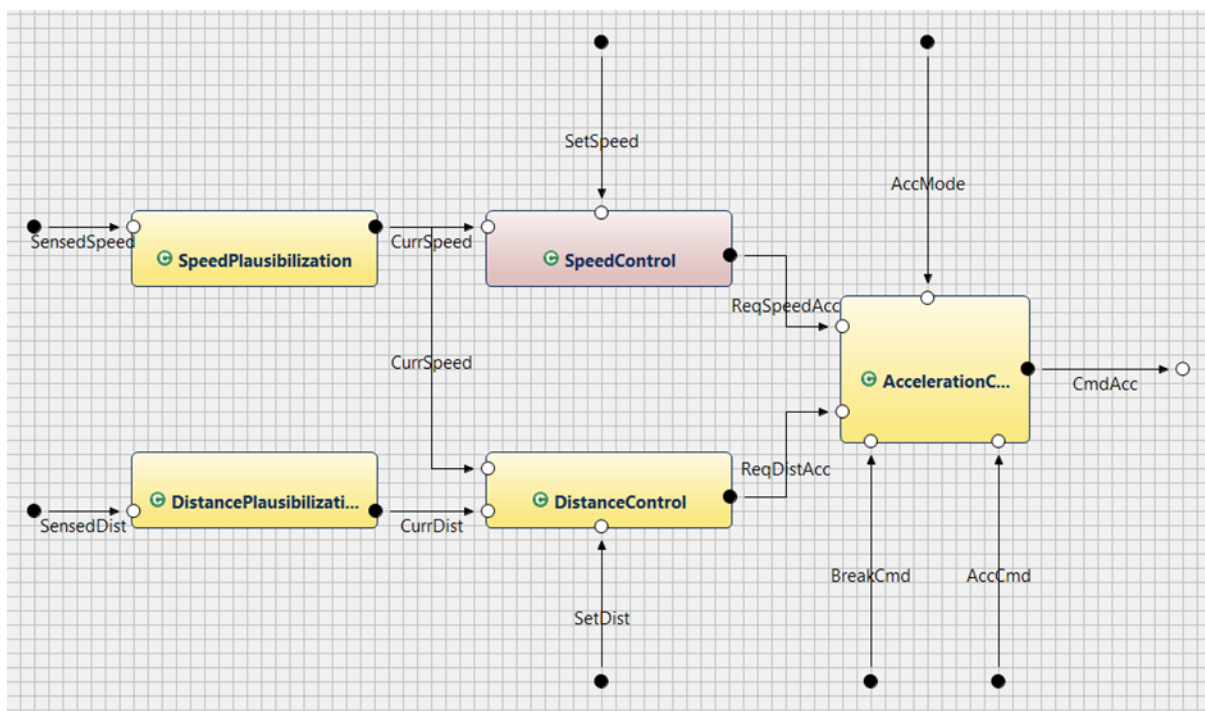 SetSpeed
AccMode
SensedSpeed
C SpeedPlausibilization
CurrSpeed
C SpeedControl
ReqSpeedAcc
CurrSpeed
C AccelerationC...
CmdAcc
C DistancePlausibilizati...
SensedDist
CurrDist
C DistanceControl
ReqDistAcc
SetDist
BreakCmd
AccCmd